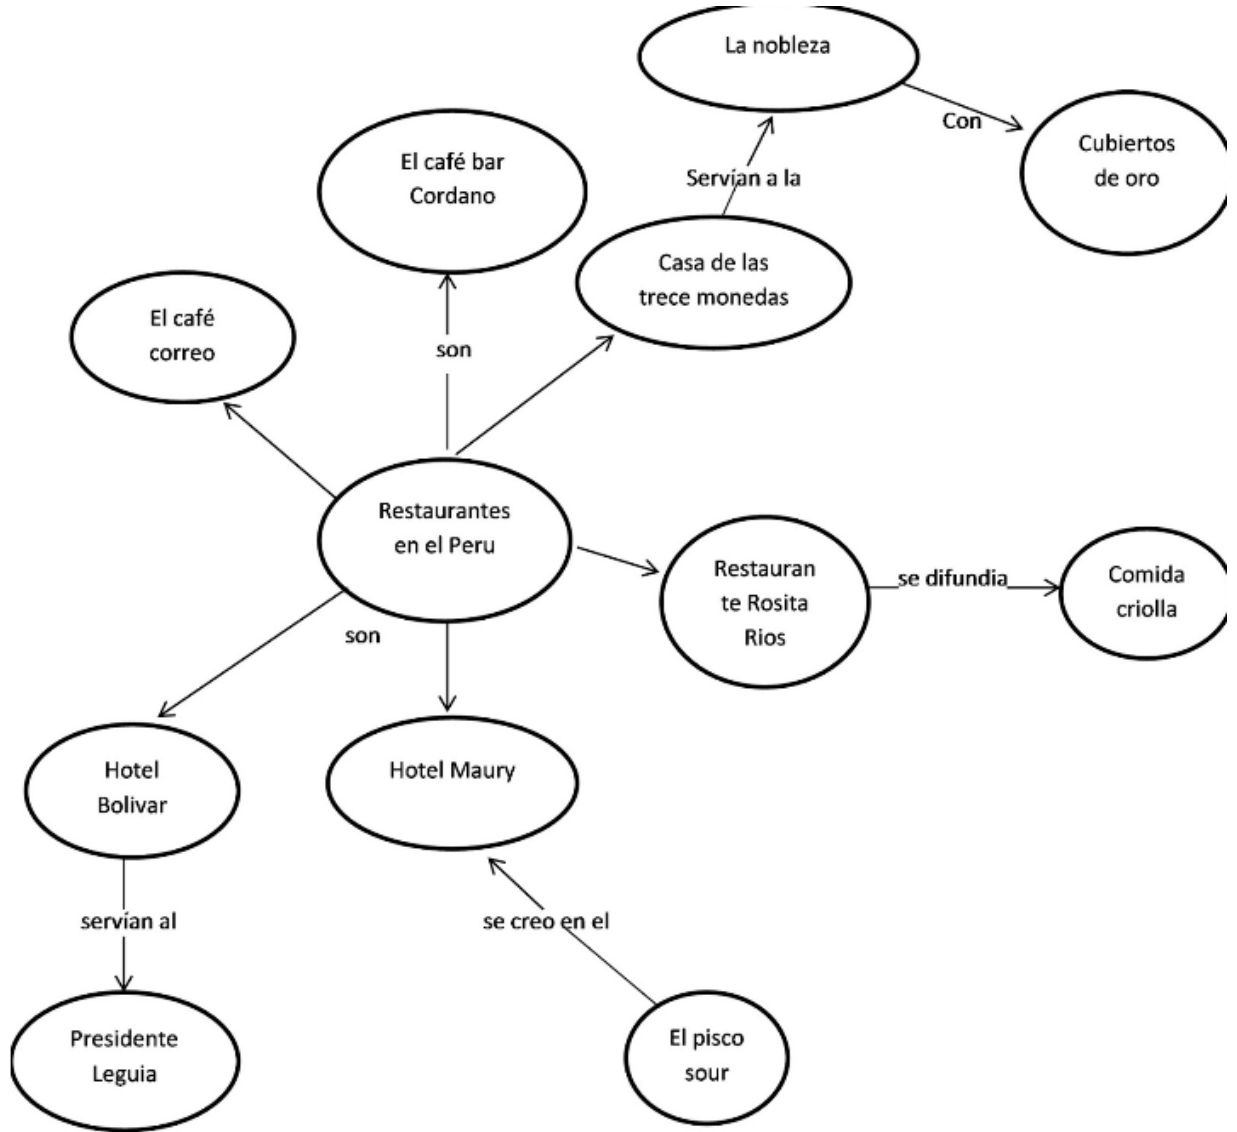 La nobleza
Con
Cubiertos
de oro
El café bar
Cordano
Servían a la
Casa de las
trece monedas
El café
correo
son
Restaurantes
en el Peru
Restauran
te Rosita
Rios
se difundia
Comida
criolla
son
Hotel
Bolivar
Hotel Maury
servían al
se creo en el
Presidente
Leguia
El pisco
sour